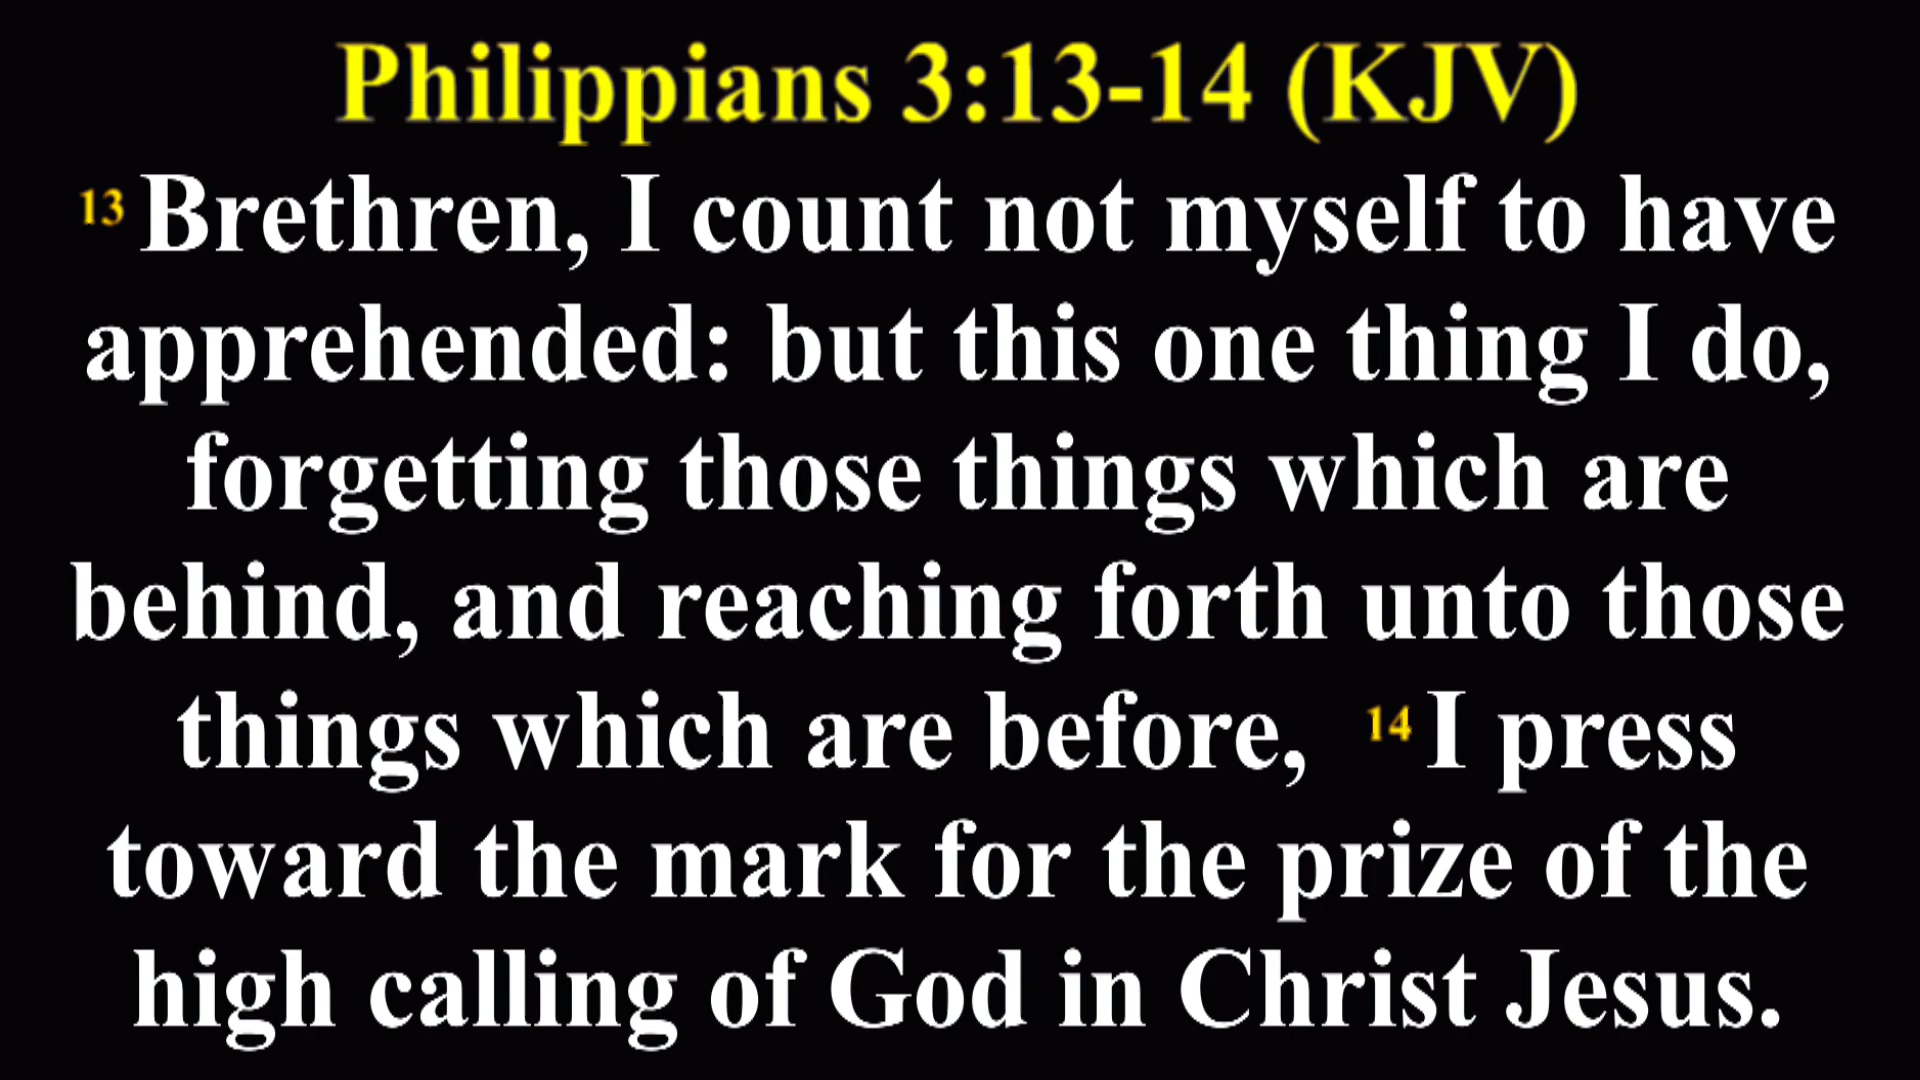 Philippians 3:13-14 (KJV)
13 Brethren, I count not myself to have
apprehended: but this one thing I do,
forgetting those things which are
behind, and reaching forth unto those
things which are before, 14 I press
toward the mark for the prize of the
high calling of God in Christ Jesus.